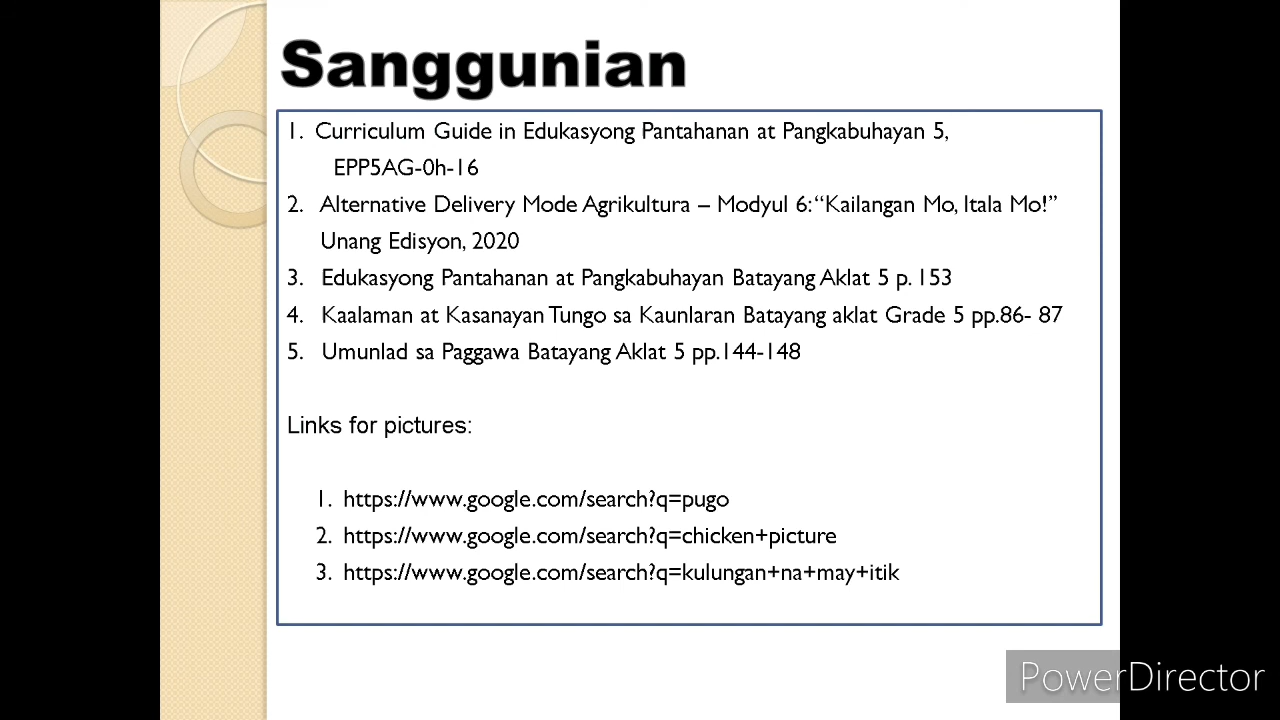 Sanggunian
1. Curriculum Guide in Edukasyong Pantahanan at Pangkabuhayan 5,
EPP5AG-0h-16
2. Alternative Delivery Mode Agrikultura – Modyul 6: “Kailangan Mo, Itala Mo!”
Unang Edisyon, 2020
3. Edukasyong Pantahanan at Pangkabuhayan Batayang Aklat 5 p. 153
4. Kaalaman at Kasanayan Tungo sa Kaunlaran Batayang aklat Grade 5 pp.86- 87
5. Umunlad sa Paggawa Batayang Aklat 5 pp.144-148
Links for pictures:
1. https://www.google.com/search?q=pugo
2. https://www.google.com/search?q=chicken+picture
3. https://www.google.com/search?q=kulungan+na+may+itik
PowerDirector